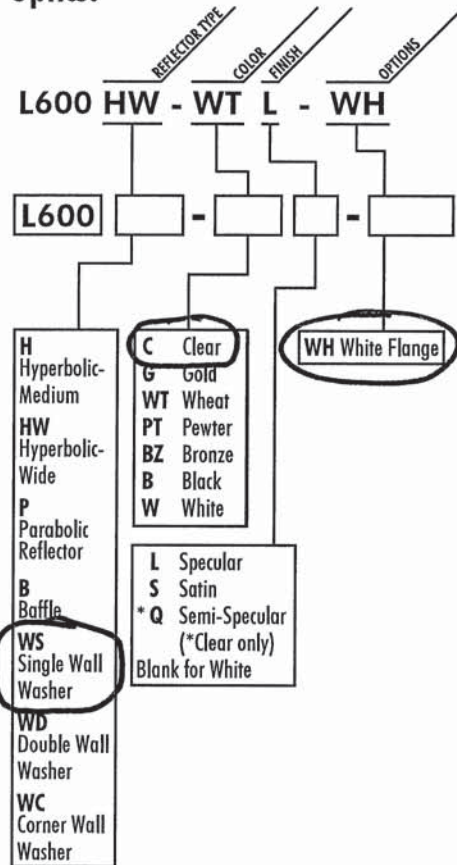 REFLECTOR TYPE
COLOR
FINISH
OPTIONS
L600 HW - WT L - WH
L600 - -
H
Hyperbolic-
Medium
HW
Hyperbolic-
Wide
P
Parabolic
Reflector
B
Baffle
WS
Single Wall
Washer
WD
Double Wall
Washer
WC
Corner Wall
Washer
C Clear
G Gold
WT Wheat
PT Pewter
BZ Bronze
B Black
W White
L Specular
S Satin
* Q Semi-Specular
(*Clear only)
Blank for White
WH White Flange